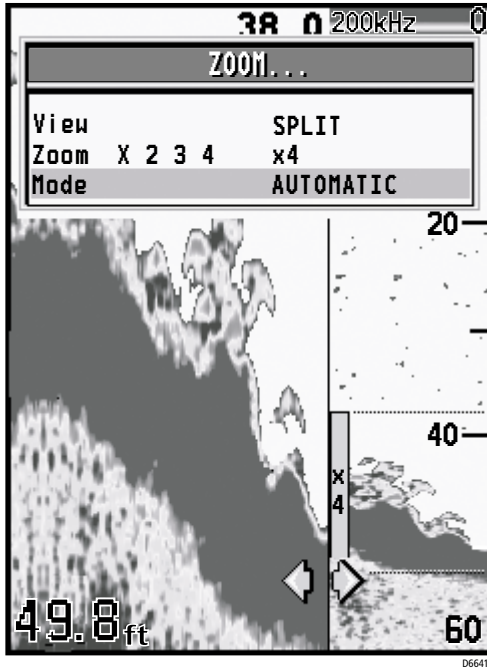 38.0 200kHz 0
ZOOM...
View SPLIT
Zoom X 2 3 4 x4
Mode AUTOMATIC
20
40
x
4
49.8ft
60
D6641